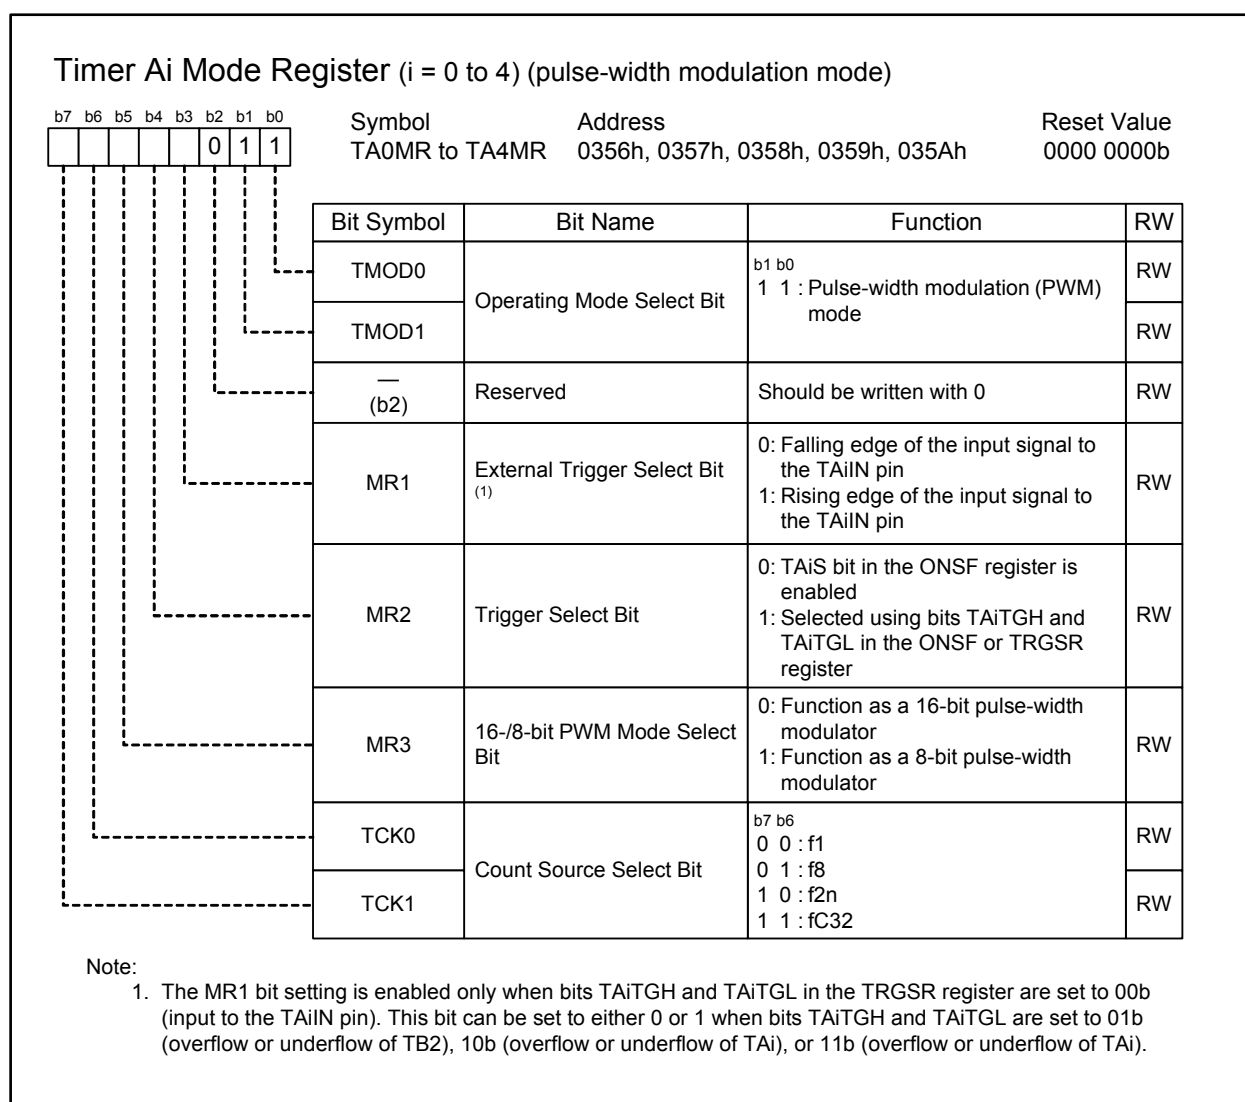 Timer Ai Mode Register (i = 0 to 4) (pulse-width modulation mode)
b7 b6 b5 b4 b3 b2 b1 b0
0 1 1
Symbol Address Reset Value
TA0MR to TA4MR 0356h, 0357h, 0358h, 0359h, 035Ah 0000 0000b
Bit Symbol Bit Name Function RW
TMOD0
TMOD1
Operating Mode Select Bit
b1 b0
1 1 : Pulse-width modulation (PWM)
mode
RW
RW
—
(b2)
Reserved
Should be written with 0
RW
MR1
External Trigger Select Bit
(1)
0: Falling edge of the input signal to
the TAiIN pin
1: Rising edge of the input signal to
the TAiIN pin
RW
MR2
Trigger Select Bit
0: TAiS bit in the ONSF register is
enabled
1: Selected using bits TAiTGH and
TAiTGL in the ONSF or TRGSR
register
RW
MR3
16-/8-bit PWM Mode Select
Bit
0: Function as a 16-bit pulse-width
modulator
1: Function as a 8-bit pulse-width
modulator
RW
TCK0
TCK1
Count Source Select Bit
b7 b6
0 0 : f1
0 1 : f8
1 0 : f2n
1 1 : fC32
RW
RW
Note:
1. The MR1 bit setting is enabled only when bits TAiTGH and TAiTGL in the TRGSR register are set to 00b
(input to the TAiIN pin). This bit can be set to either 0 or 1 when bits TAiTGH and TAiTGL are set to 01b
(overflow or underflow of TB2), 10b (overflow or underflow of TAi), or 11b (overflow or underflow of TAi).